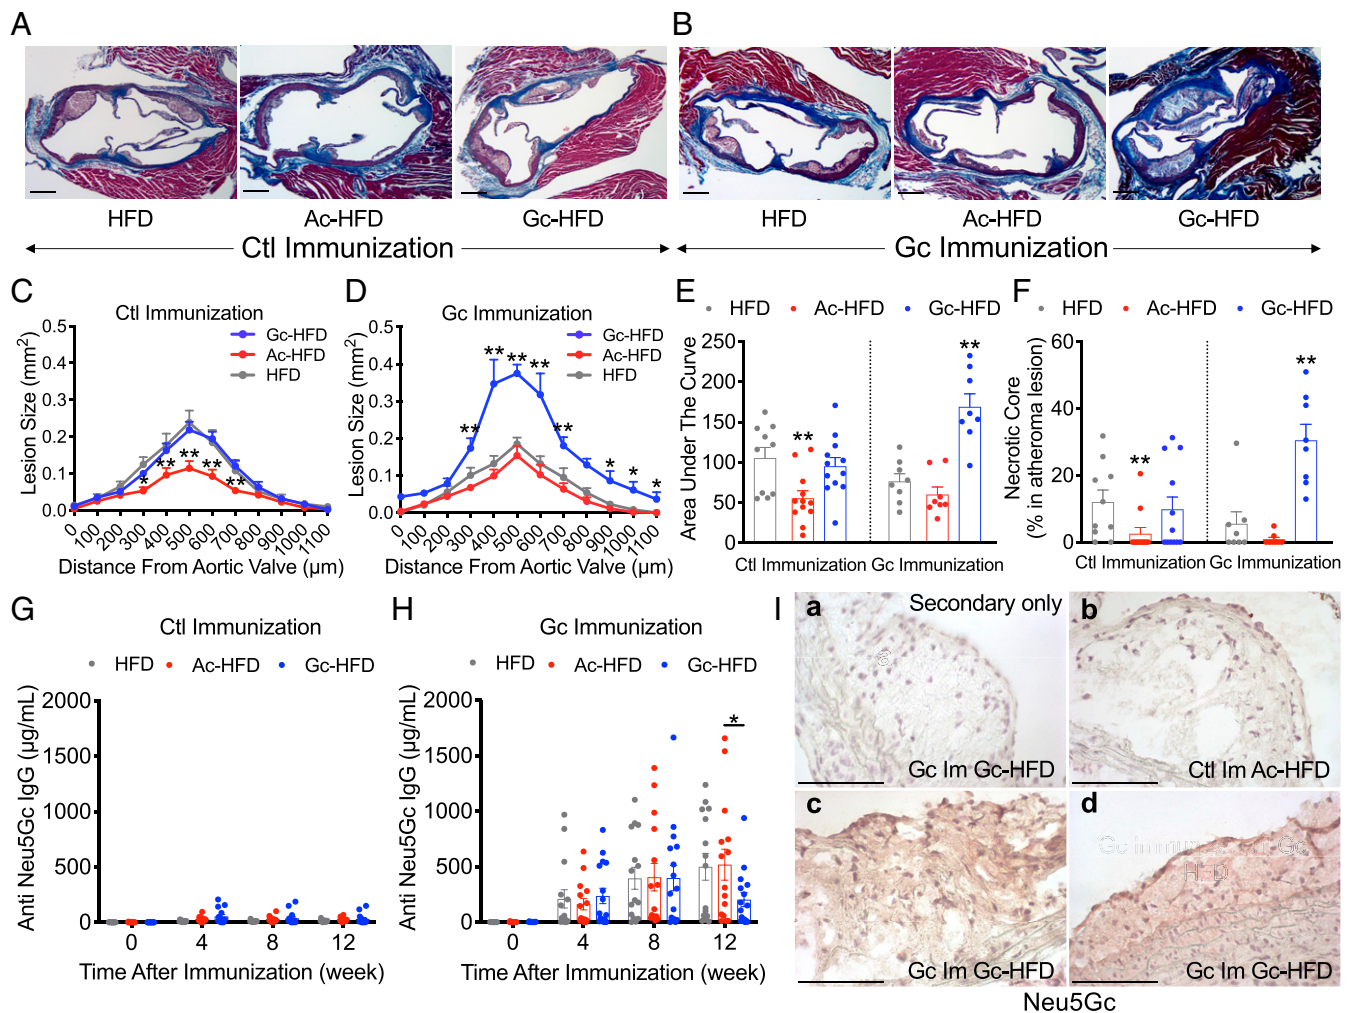 A
B
HFD
Ac-HFD
Gc-HFD
HFD
Ac-HFD
Gc-HFD
Ctl Immunization
Gc Immunization
C
Ctl Immunization
Gc-HFD
Ac-HFD
HFD
Lesion Size (mm²)
0.5
0.4
0.3
0.2
0.1
0.0
* ** ** ** **
0 100 200 300 400 500 600 700 800 900 1000 1100
Distance From Aortic Valve (µm)
D
Gc Immunization
Gc-HFD
Ac-HFD
HFD
Lesion Size (mm²)
0.5
0.4
0.3
0.2
0.1
0.0
** ** ** ** ** * * *
0 100 200 300 400 500 600 700 800 900 1000 1100
Distance From Aortic Valve (µm)
E
HFD Ac-HFD Gc-HFD
Area Under The Curve
250
200
150
100
50
0
** **
Ctl Immunization Gc Immunization
F
HFD Ac-HFD Gc-HFD
Necrotic Core
(% in atheroma lesion)
60
40
20
0
** **
Ctl Immunization Gc Immunization
G
Ctl Immunization
HFD Ac-HFD Gc-HFD
Anti Neu5Gc IgG (µg/mL)
2000
1500
1000
500
0
0 4 8 12
Time After Immunization (week)
H
Gc Immunization
HFD Ac-HFD Gc-HFD
Anti Neu5Gc IgG (µg/mL)
2000
1500
1000
500
0
*
0 4 8 12
Time After Immunization (week)
I
a
Secondary only
Gc Im Gc-HFD
b
Ctl Im Ac-HFD
c
Gc Im Gc-HFD
d
Gc Im Gc-HFD
Neu5Gc